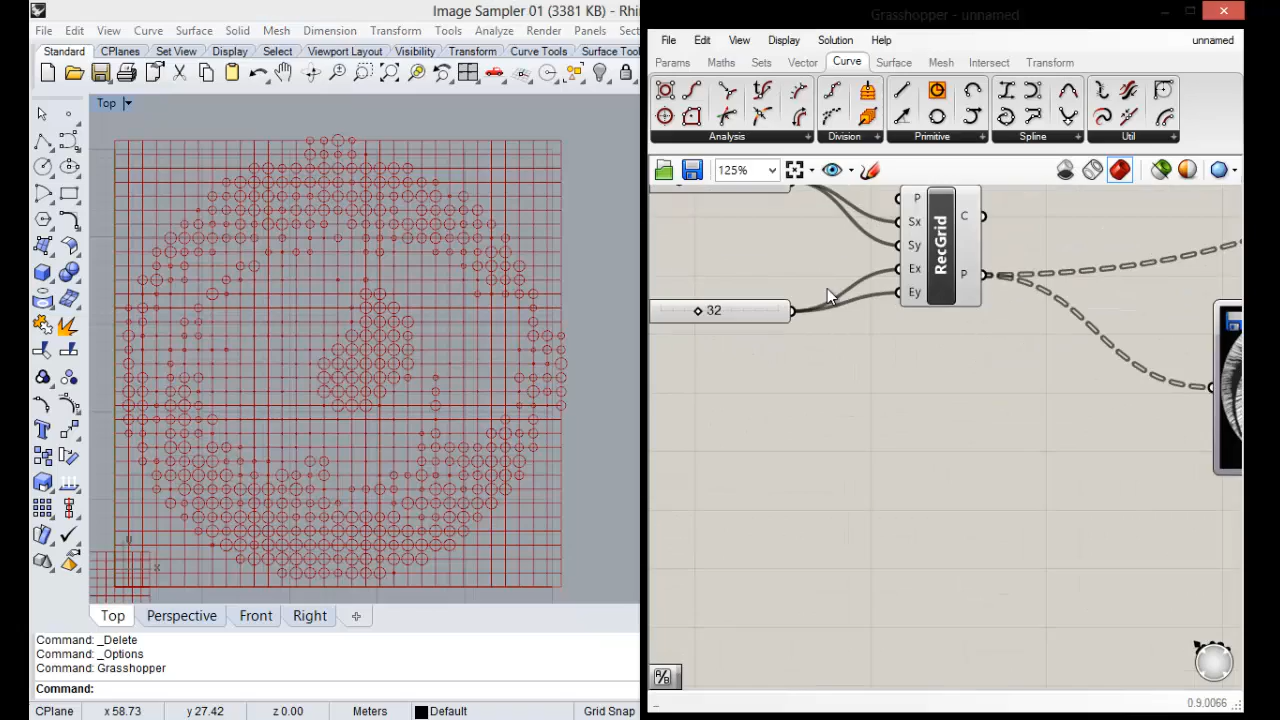 Image Sampler 01 (3381 KB) - Rhi
File Edit View Curve Surface Solid Mesh Dimension Transform Tools Analyze Render Panels Sect
Standard CPlanes Set View Display Select Viewport Layout Visibility Transform Curve Tools Surface Too
Top
y
x
Top Perspective Front Right
Command: _Delete
Command: _Options
Command: Grasshopper
Command:
CPlane x 58.73 y 27.42 z 0.00 Meters Default Grid Snap
Grasshopper - unnamed
File Edit View Display Solution Help unnamed
Params Maths Sets Vector Curve Surface Mesh Intersect Transform
Analysis Division Primitive Spline Util
125%
P
Sx
Sy
Ex
Ey
RecGrid
C
P
32
0.9.0066